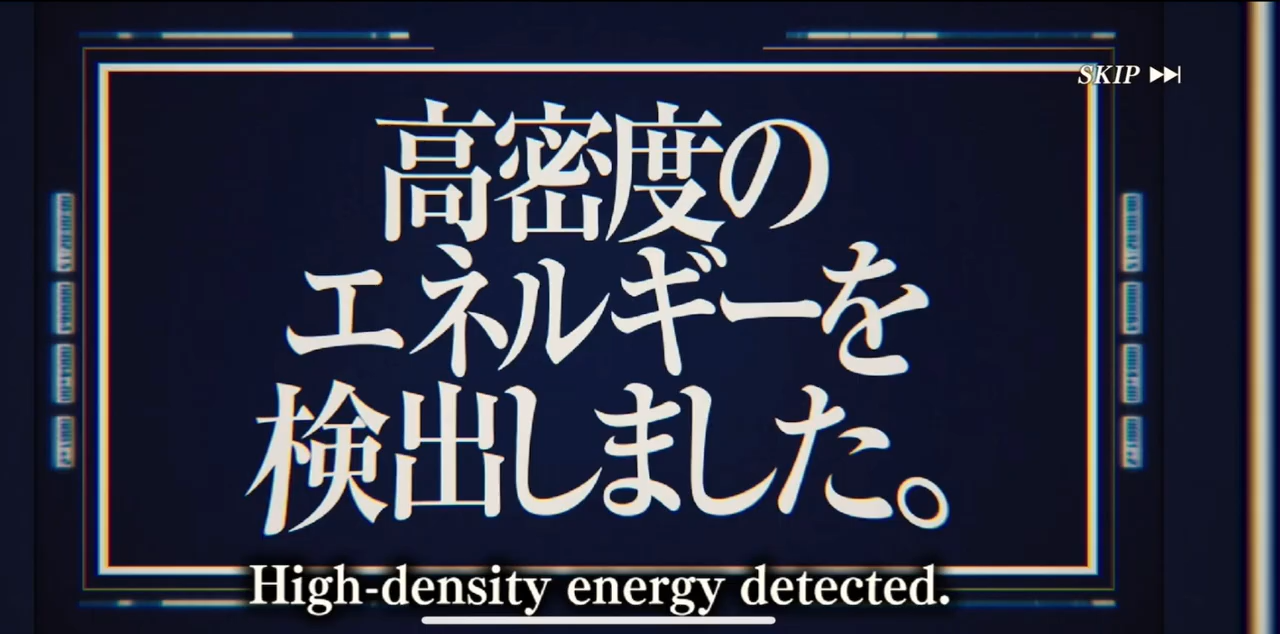 SKIP
高密度の
エネルギーを
検出しました。
High-density energy detected.